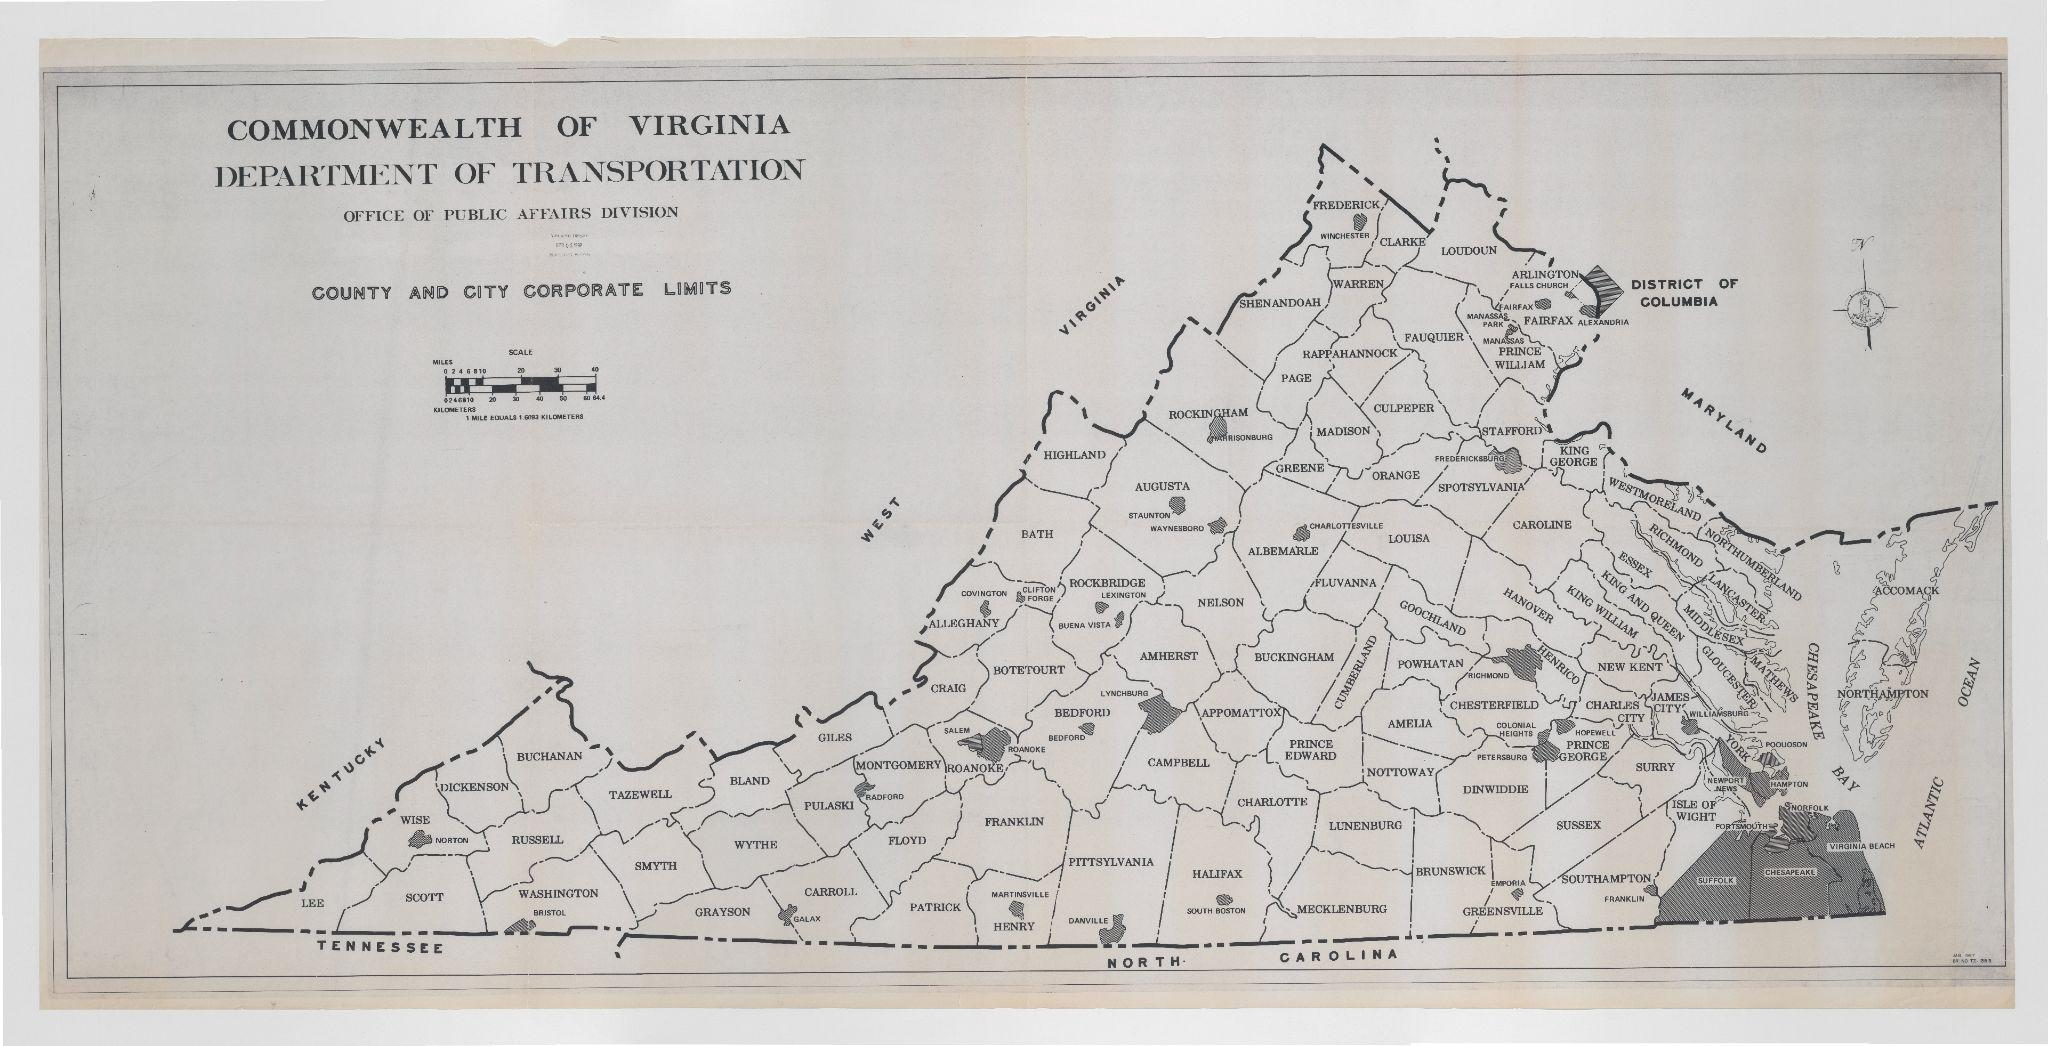 COMMONWEALTH OF VIRGINIA
DEPARTMENT OF TRANSPORTATION
OFFICE OF PUBLIC AFFAIRS DIVISION
COUNTY AND CITY CORPORATE LIMITS
SCALE
MILES
0 2 4 6 8 10 20 30 40
0 2 4 6 8 10 20 30 40 50 60 64.4
KILOMETERS
1 MILE EQUALS 1.6093 KILOMETERS
N
FREDERICK
WINCHESTER
CLARKE
LOUDOUN
ARLINGTON
FALLS CHURCH
DISTRICT OF
COLUMBIA
WARREN
SHENANDOAH
FAIRFAX
MANASSAS
PARK
FAIRFAX
ALEXANDRIA
VIRGINIA
FAUQUIER
MANASSAS
PRINCE
WILLIAM
RAPPAHANNOCK
PAGE
MARYLAND
ROCKINGHAM
HARRISONBURG
CULPEPER
MADISON
STAFFORD
HIGHLAND
KING
GEORGE
FREDERICKSBURG
GREENE
ORANGE
SPOTSYLVANIA
AUGUSTA
STAUNTON
WAYNESBORO
WESTMORELAND
WEST
BATH
CHARLOTTESVILLE
ALBEMARLE
LOUISA
CAROLINE
RICHMOND
NORTHUMBERLAND
ESSEX
LANCASTER
ACCOMACK
COVINGTON
CLIFTON
FORGE
ROCKBRIDGE
LEXINGTON
BUENA VISTA
ALLEGHANY
NELSON
FLUVANNA
GOOCHLAND
HANOVER
KING WILLIAM
KING AND QUEEN
MIDDLESEX
CHESAPEAKE
BAY
OCEAN
ATLANTIC
NORTHAMPTON
CRAIG
BOTETOURT
AMHERST
BUCKINGHAM
CUMBERLAND
POWHATAN
RICHMOND
HENRICO
NEW KENT
GLOUCESTER
MATHEWS
LYNCHBURG
BEDFORD
BEDFORD
APPOMATTOX
AMELIA
CHESTERFIELD
CHARLES
CITY
JAMES
CITY
WILLIAMSBURG
COLONIAL
HEIGHTS
HOPEWELL
PETERSBURG
PRINCE
GEORGE
YORK
POQUOSON
GILES
SALEM
ROANOKE
ROANOKE
KENTUCKY
BUCHANAN
DICKENSON
TAZEWELL
BLAND
MONTGOMERY
RADFORD
PULASKI
CAMPBELL
PRINCE
EDWARD
NOTTOWAY
DINWIDDIE
SURRY
NEWPORT
NEWS
HAMPTON
WISE
NORTON
RUSSELL
SMYTH
WYTHE
FLOYD
FRANKLIN
CHARLOTTE
LUNENBURG
SUSSEX
ISLE OF
WIGHT
NORFOLK
PORTSMOUTH
VIRGINIA BEACH
LEE
SCOTT
WASHINGTON
BRISTOL
GRAYSON
CARROLL
GALAX
PATRICK
MARTINSVILLE
HENRY
PITTSYLVANIA
DANVILLE
HALIFAX
SOUTH BOSTON
MECKLENBURG
BRUNSWICK
EMPORIA
GREENSVILLE
SOUTHAMPTON
FRANKLIN
SUFFOLK
CHESAPEAKE
TENNESSEE
NORTH
CAROLINA